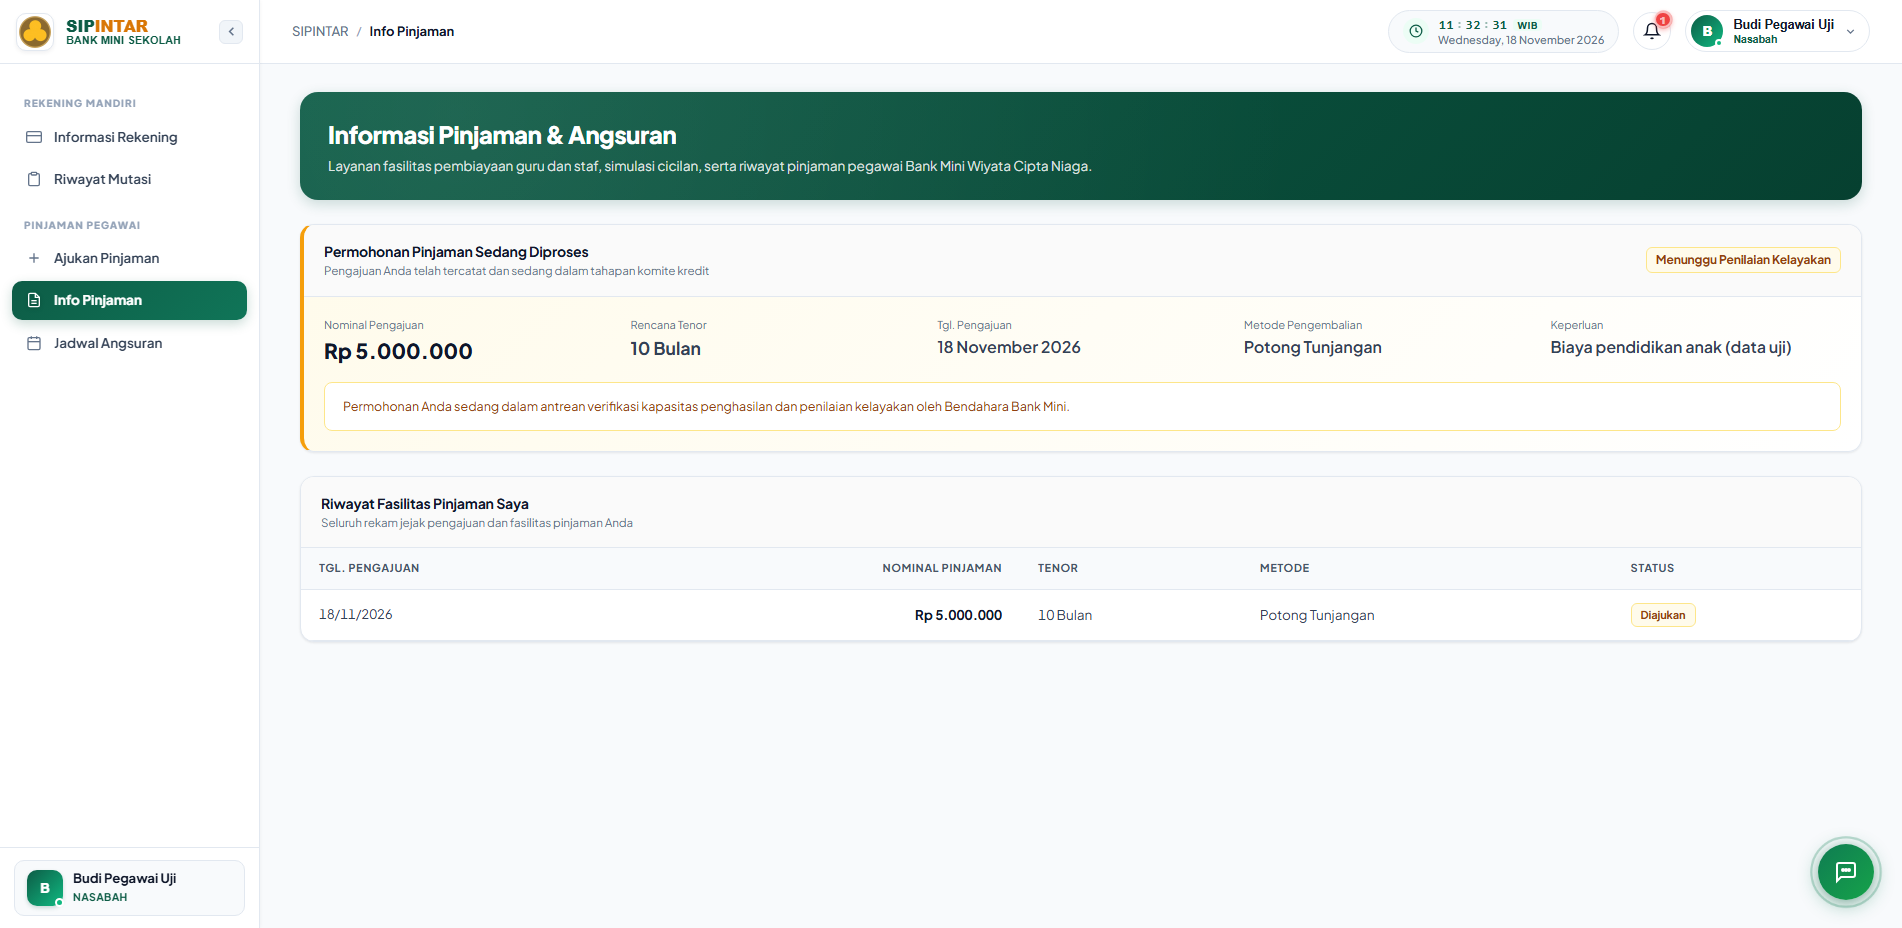 SIPINTAR
BANK MINI SEKOLAH
SIPINTAR / Info Pinjaman
11 : 32 : 31 WIB
Wednesday, 18 November 2026
1
B
Budi Pegawai Uji
Nasabah
REKENING MANDIRI
Informasi Rekening
Riwayat Mutasi
PINJAMAN PEGAWAI
Ajukan Pinjaman
Info Pinjaman
Jadwal Angsuran
Informasi Pinjaman & Angsuran
Layanan fasilitas pembiayaan guru dan staf, simulasi cicilan, serta riwayat pinjaman pegawai Bank Mini Wiyata Cipta Niaga.
Permohonan Pinjaman Sedang Diproses
Pengajuan Anda telah tercatat dan sedang dalam tahapan komite kredit
Menunggu Penilaian Kelayakan
Nominal Pengajuan
Rp 5.000.000
Rencana Tenor
10 Bulan
Tgl. Pengajuan
18 November 2026
Metode Pengembalian
Potong Tunjangan
Keperluan
Biaya pendidikan anak (data uji)
Permohonan Anda sedang dalam antrean verifikasi kapasitas penghasilan dan penilaian kelayakan oleh Bendahara Bank Mini.
Riwayat Fasilitas Pinjaman Saya
Seluruh rekam jejak pengajuan dan fasilitas pinjaman Anda
TGL. PENGAJUAN NOMINAL PINJAMAN TENOR METODE STATUS
18/11/2026 Rp 5.000.000 10 Bulan Potong Tunjangan Diajukan
B
Budi Pegawai Uji
NASABAH